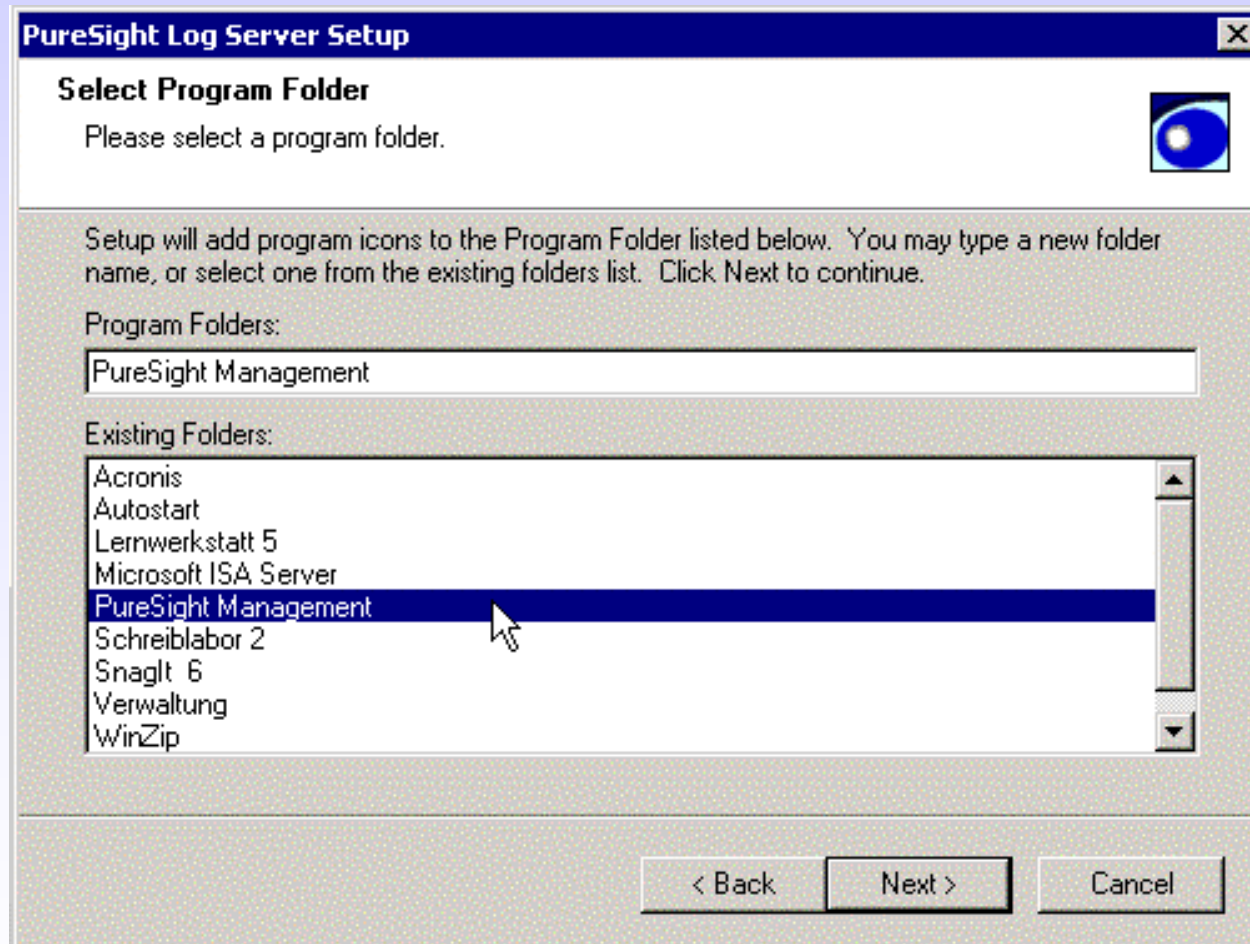 PureSight Log Server Setup
Select Program Folder
Please select a program folder.
Setup will add program icons to the Program Folder listed below.  You may type a new folder
name, or select one from the existing folders list.  Click Next to continue.
Program Folders:
PureSight Management
Existing Folders:
Acronis
Autostart
Lernwerkstatt 5
Microsoft ISA Server
PureSight Management
Schreiblabor 2
SnagIt  6
Verwaltung
WinZip
< Back
Next >
Cancel